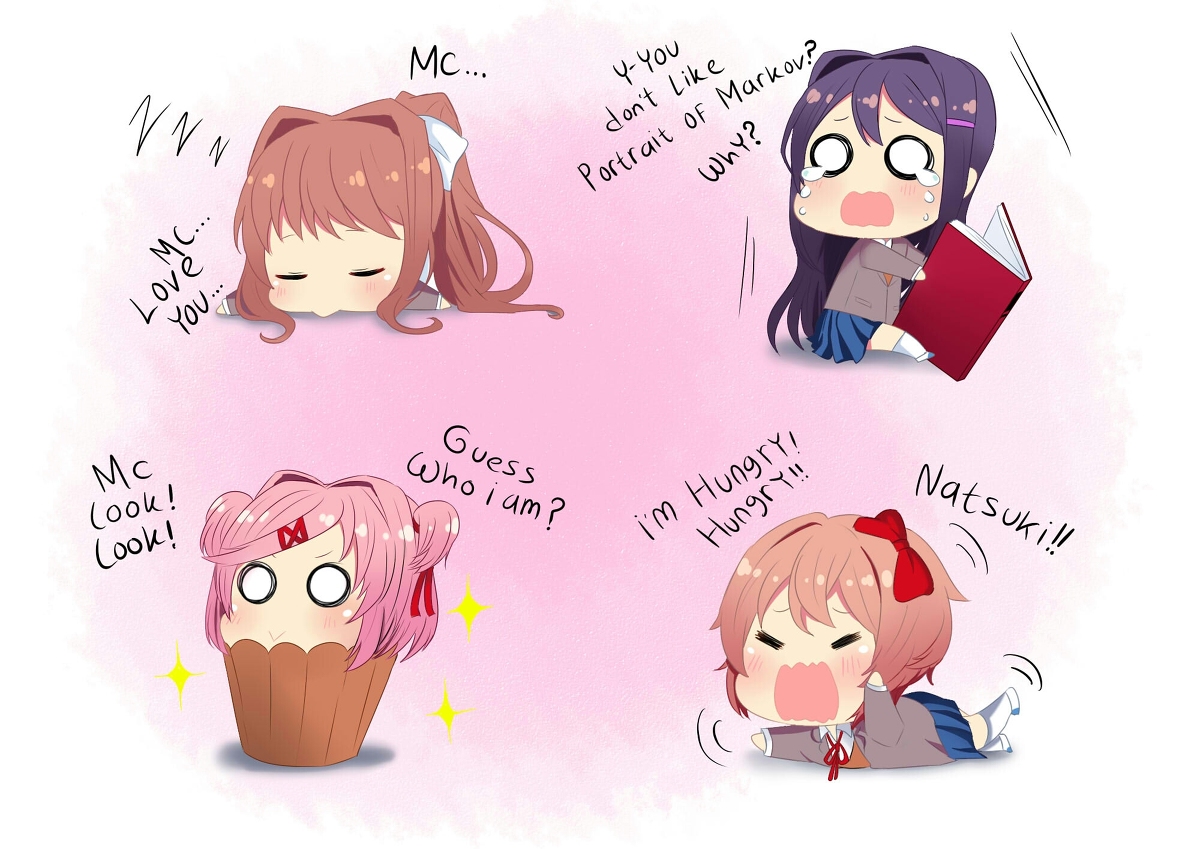 Mc...
ZZZ
Mc...
Love
You...
Y-You
don't Like
Portrait of Markov?
Why?
Mc
Look!
Look!
Guess
Who i am?
i'm Hungry!
Hungry!!
Natsuki!!